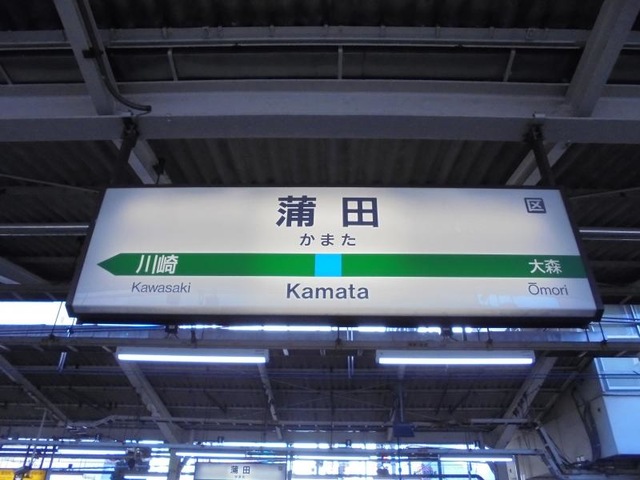 蒲田
区
かまた
川崎
大森
Kawasaki
Kamata
Ōmori
蒲田